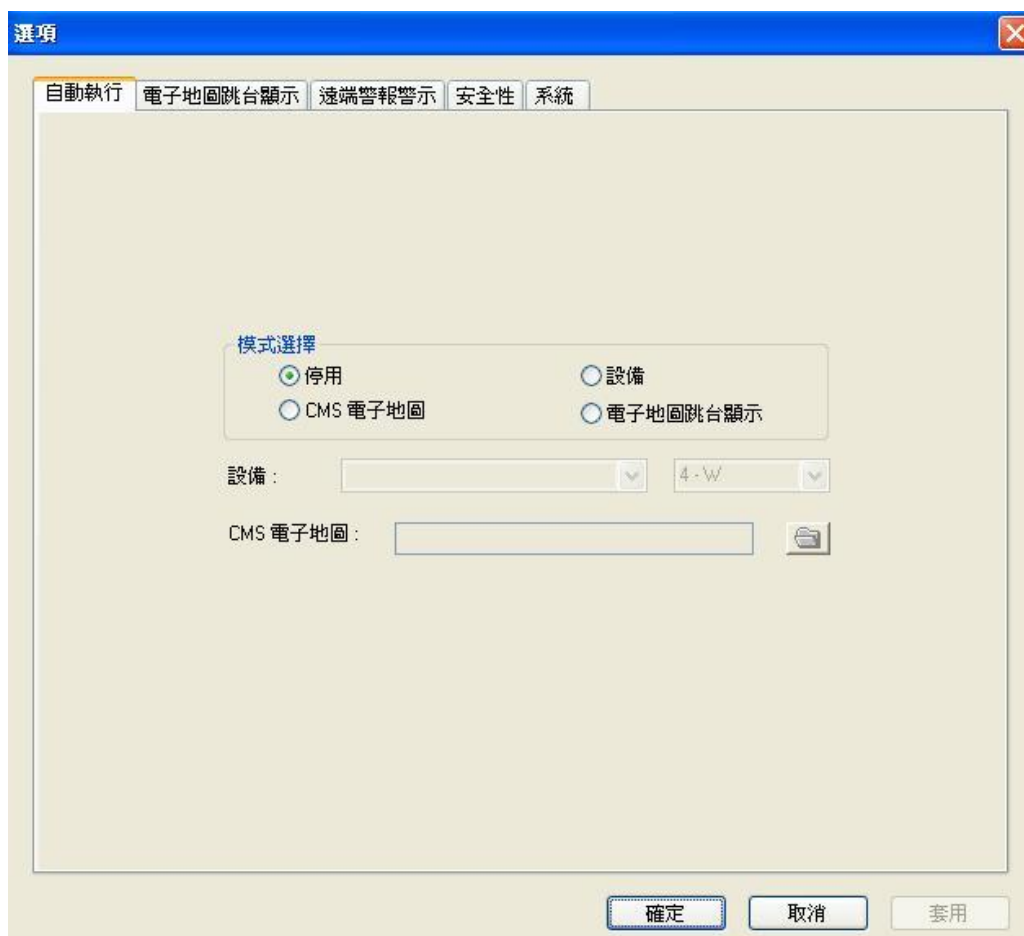 選項
自動執行 電子地圖跳台顯示 遠端警報警示 安全性 系統
模式選擇
停用 設備
CMS 電子地圖 電子地圖跳台顯示
設備 : 4 - W
CMS 電子地圖 :
確定 取消 套用